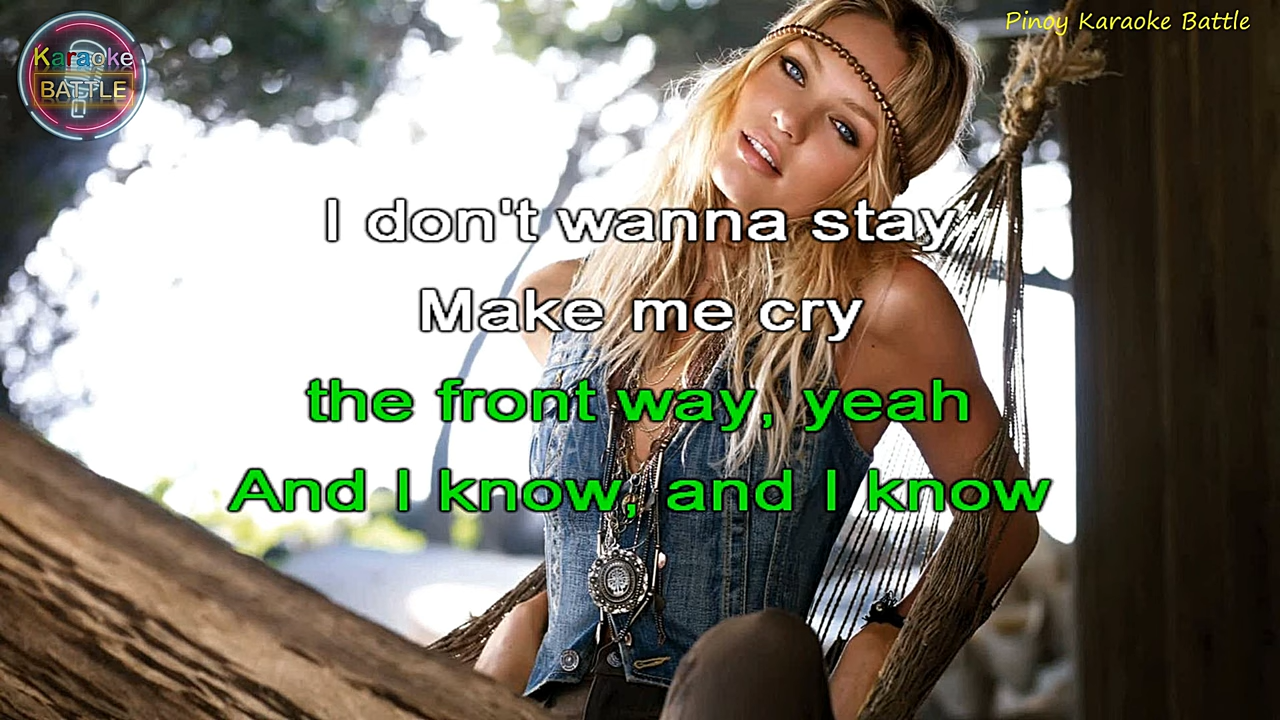 Karaoke
BATTLE
Pinoy Karaoke Battle
I don't wanna stay
Make me cry
the front way, yeah
And I know, and I know